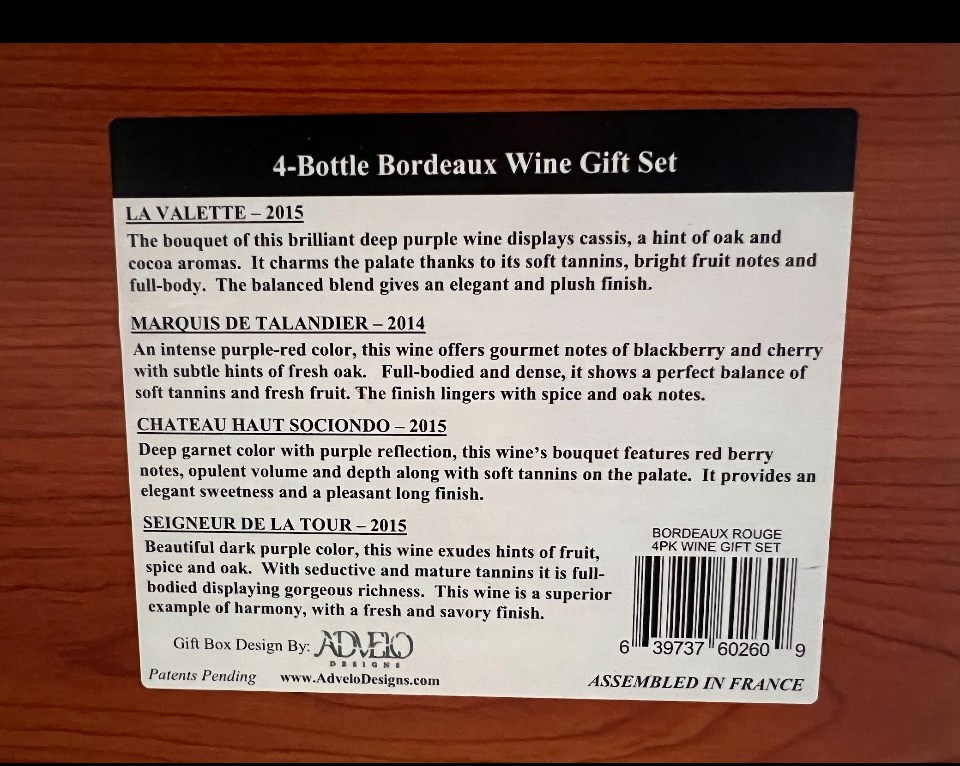 4-Bottle Bordeaux Wine Gift Set
LA VALETTE – 2015
The bouquet of this brilliant deep purple wine displays cassis, a hint of oak and
cocoa aromas. It charms the palate thanks to its soft tannins, bright fruit notes and
full-body. The balanced blend gives an elegant and plush finish.
MARQUIS DE TALANDIER – 2014
An intense purple-red color, this wine offers gourmet notes of blackberry and cherry
with subtle hints of fresh oak. Full-bodied and dense, it shows a perfect balance of
soft tannins and fresh fruit. The finish lingers with spice and oak notes.
CHATEAU HAUT SOCIONDO – 2015
Deep garnet color with purple reflection, this wine's bouquet features red berry
notes, opulent volume and depth along with soft tannins on the palate. It provides an
elegant sweetness and a pleasant long finish.
SEIGNEUR DE LA TOUR – 2015
Beautiful dark purple color, this wine exudes hints of fruit,
spice and oak. With seductive and mature tannins it is full-
bodied displaying gorgeous richness. This wine is a superior
example of harmony, with a fresh and savory finish.
BORDEAUX ROUGE
4PK WINE GIFT SET
6 39737 60260 9
Gift Box Design By: ADVELO
DESIGNS
Patents Pending www.AdveloDesigns.com
ASSEMBLED IN FRANCE